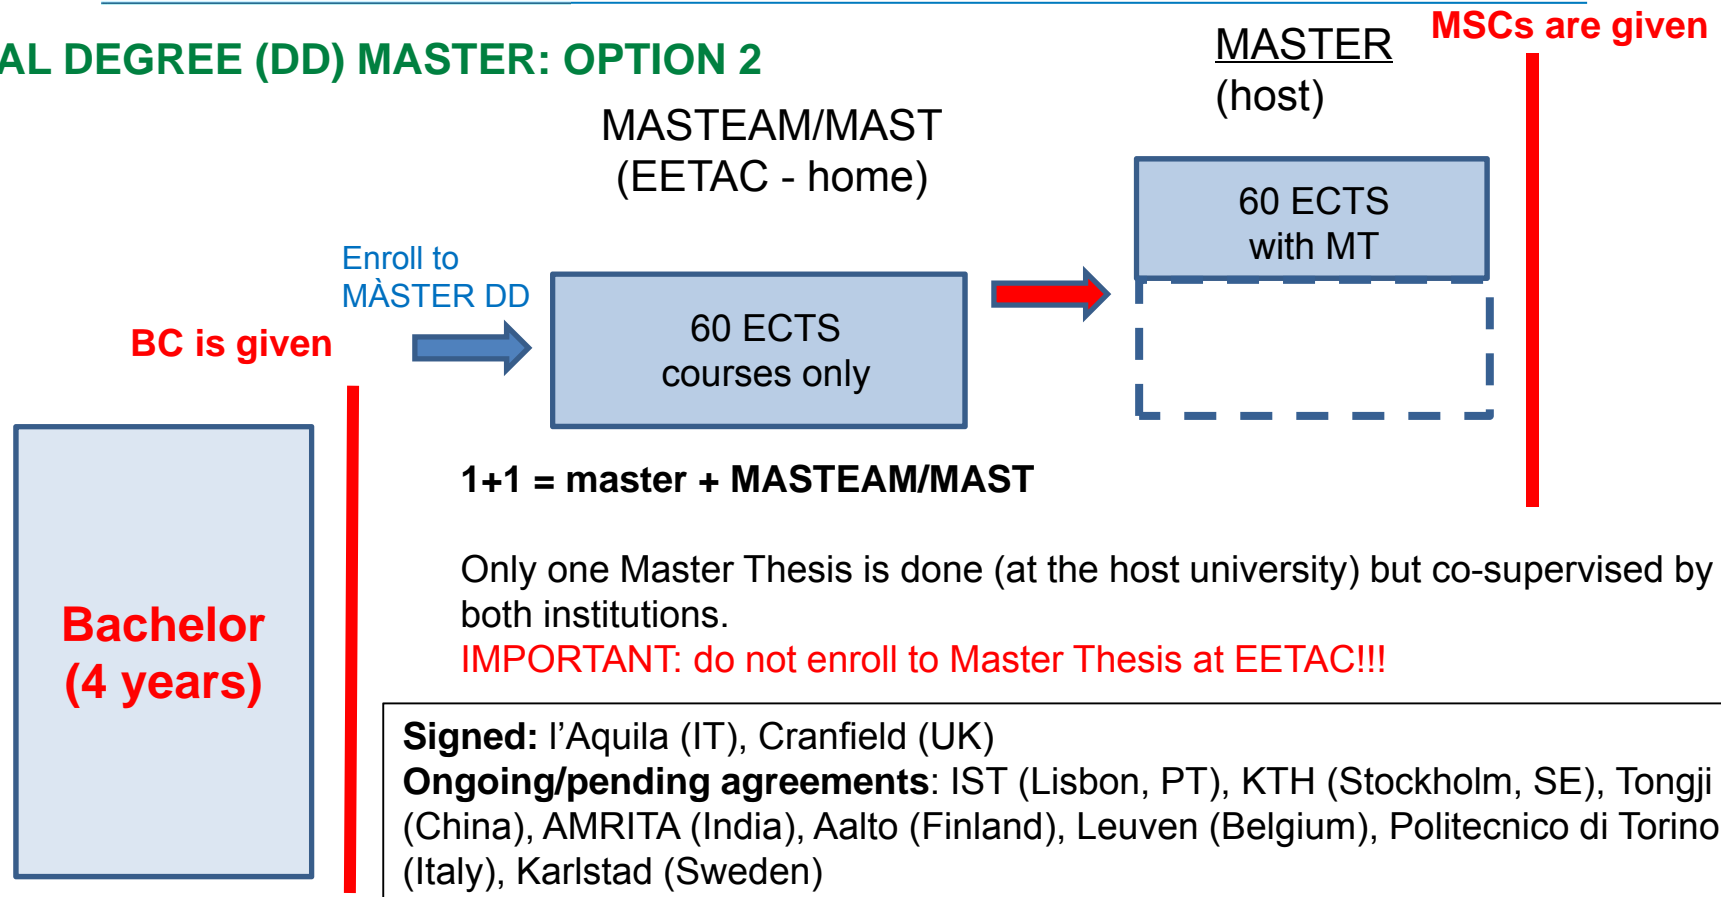 AL DEGREE (DD) MASTER: OPTION 2
MSCs are given
MASTER
(host)
MASTEAM/MAST
(EETAC - home)
60 ECTS
with MT
Enroll to
MÀSTER DD
60 ECTS
courses only
BC is given
1+1 = master + MASTEAM/MAST
Only one Master Thesis is done (at the host university) but co-supervised by
both institutions.
IMPORTANT: do not enroll to Master Thesis at EETAC!!!
Bachelor
(4 years)
Signed: l’Aquila (IT), Cranfield (UK)
Ongoing/pending agreements: IST (Lisbon, PT), KTH (Stockholm, SE), Tongji
(China), AMRITA (India), Aalto (Finland), Leuven (Belgium), Politecnico di Torino
(Italy), Karlstad (Sweden)